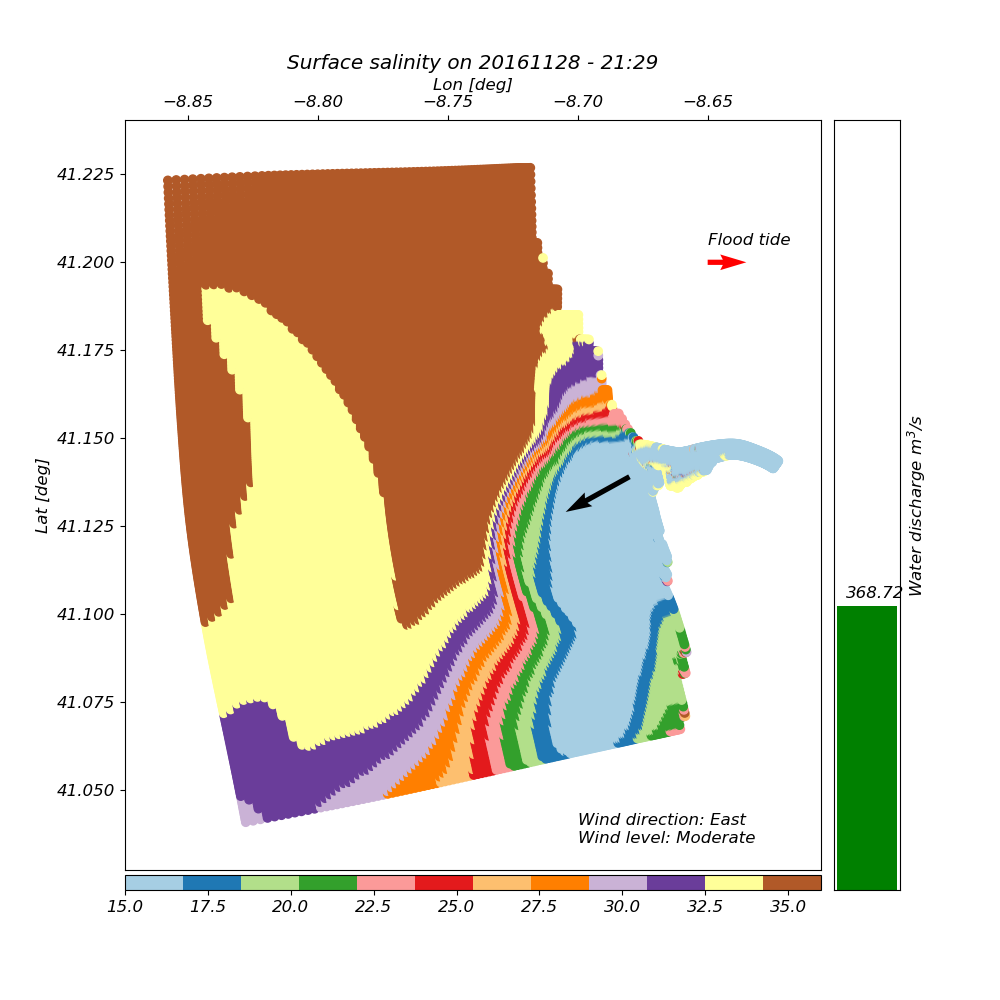 Surface salinity on 20161128 - 21:29
Lon [deg]
−8.85 −8.80 −8.75 −8.70 −8.65
41.225
41.200
41.175
41.150
41.125
41.100
41.075
41.050
Lat [deg]
Flood tide
Wind direction: East
Wind level: Moderate
15.0 17.5 20.0 22.5 25.0 27.5 30.0 32.5 35.0
368.72
Water discharge m³/s